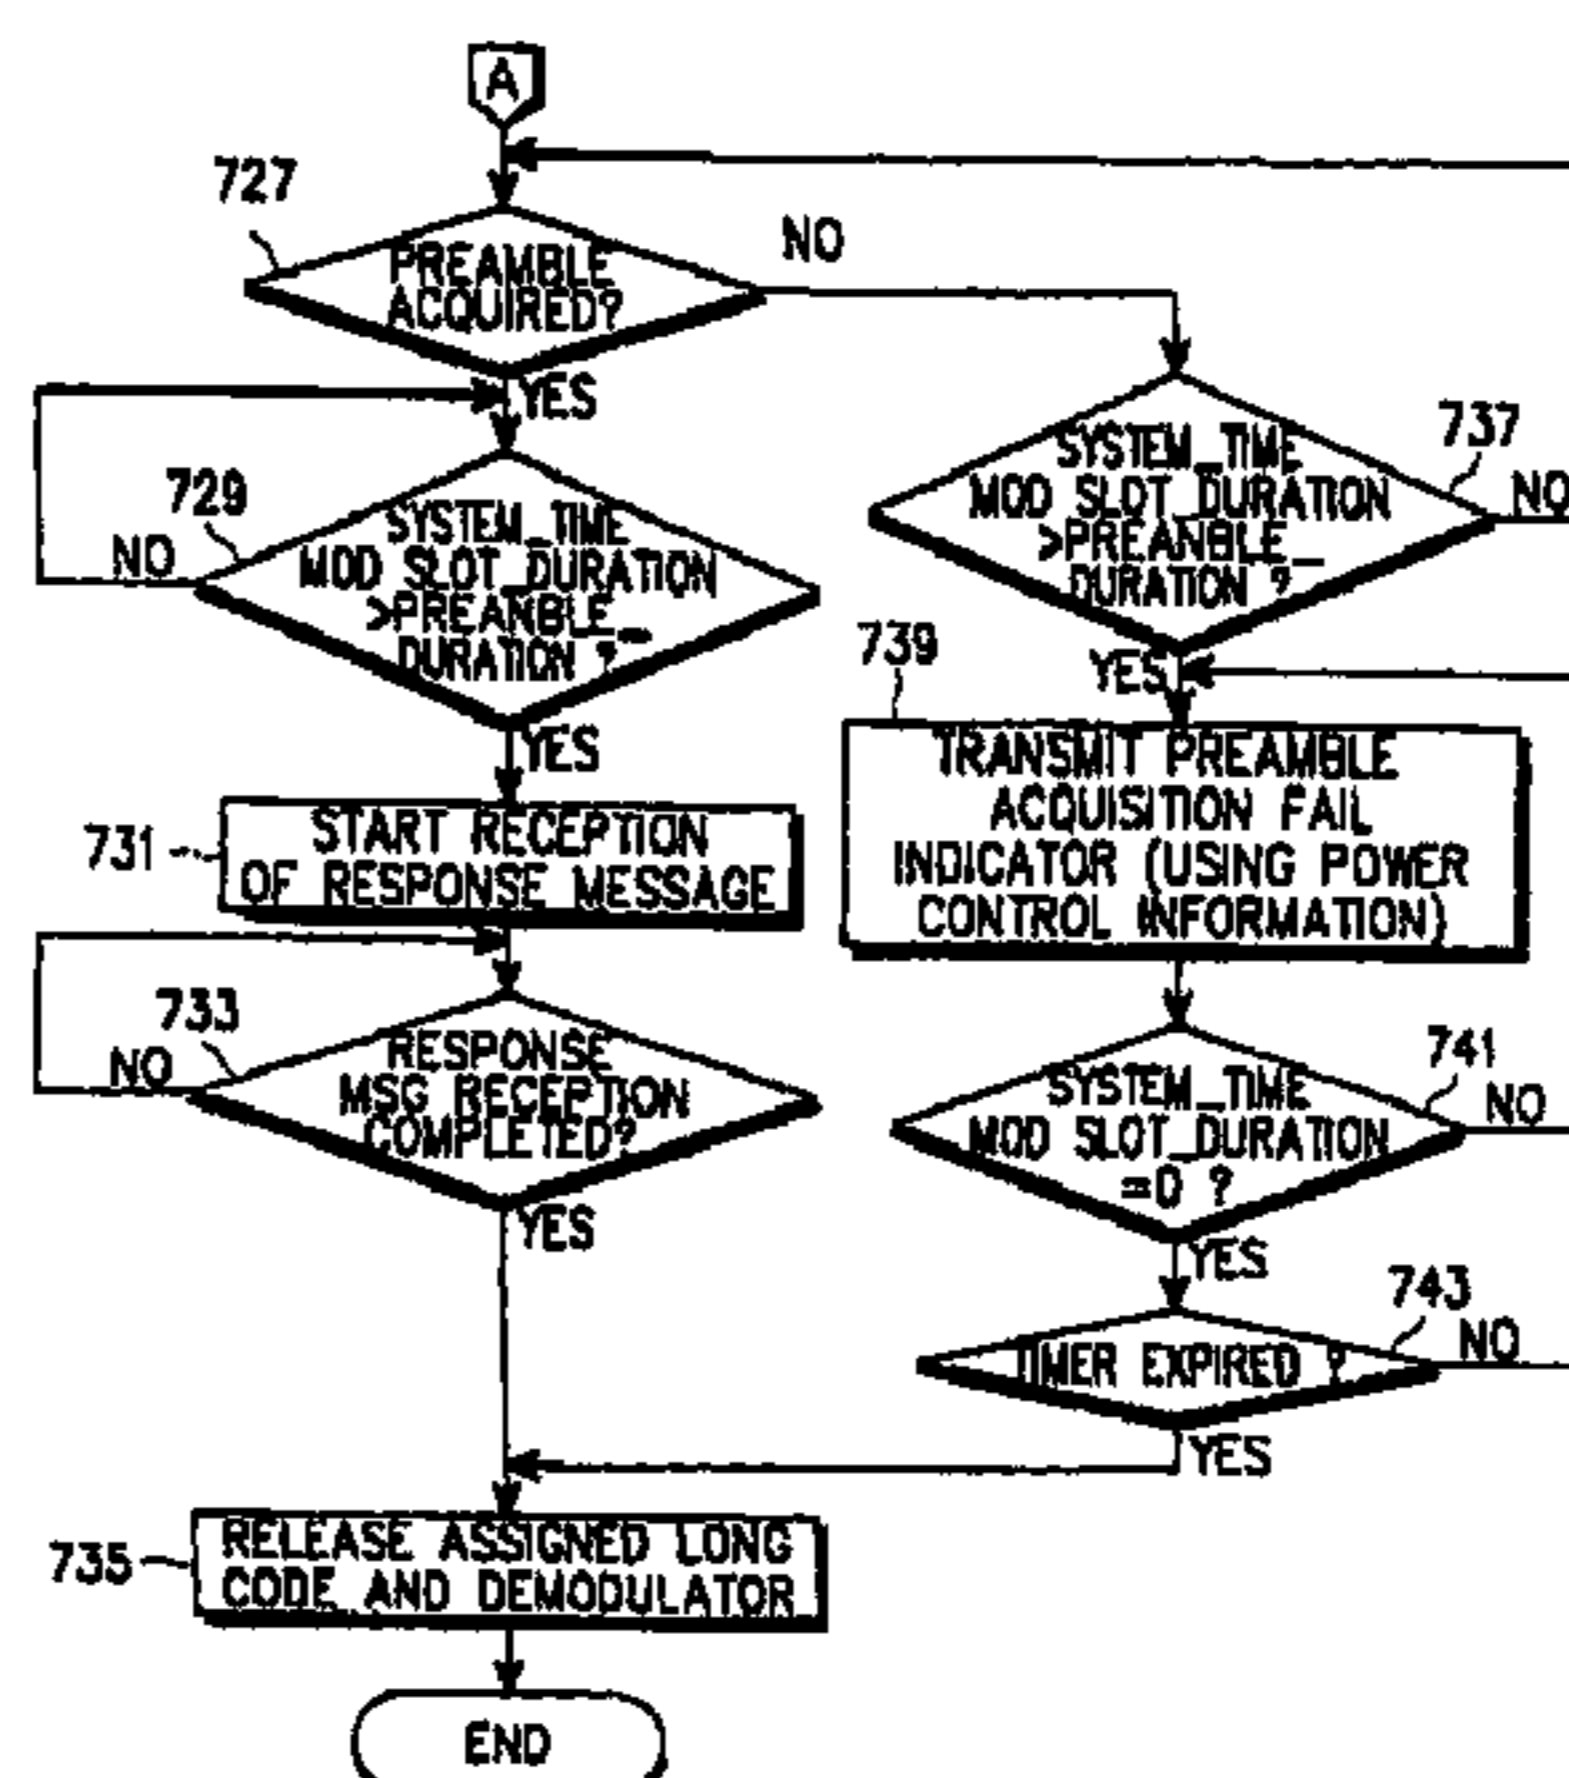 A
727
PREAMBLE
ACQUIRED?
NO
YES
729
SYSTEM_TIME
MOD SLOT_DURATION
>PREANBLE_
DURATION ?
NO
YES
731
START RECEPTION
OF RESPONSE MESSAGE
733
RESPONSE
MSG RECEPTION
COMPLETED?
NO
YES
735
RELEASE ASSIGNED LONG
CODE AND DEMODULATOR
END
737
SYSTEM_TIME
MOD SLOT_DURATION
>PREANBLE_
DURATION ?
NO
YES
739
TRANSMIT PREAMBLE
ACQUISITION FAIL
INDICATOR (USING POWER
CONTROL INFORMATION)
741
SYSTEM_TIME
MOD SLOT_DURATION
=0 ?
NO
YES
743
TIMER EXPIRED ?
NO
YES